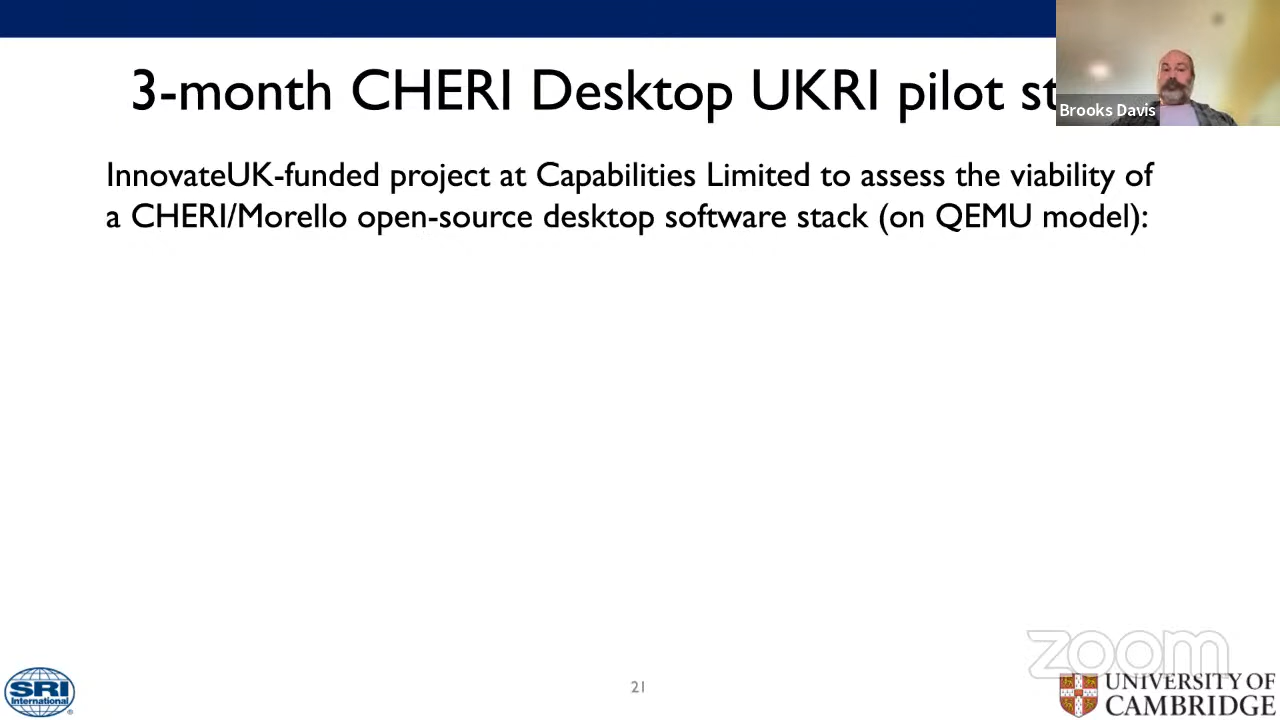 3-month CHERI Desktop UKRI pilot st
Brooks Davis
InnovateUK-funded project at Capabilities Limited to assess the viability of
a CHERI/Morello open-source desktop software stack (on QEMU model):
zoom
SRI
International®
21
UNIVERSITY OF
CAMBRIDGE